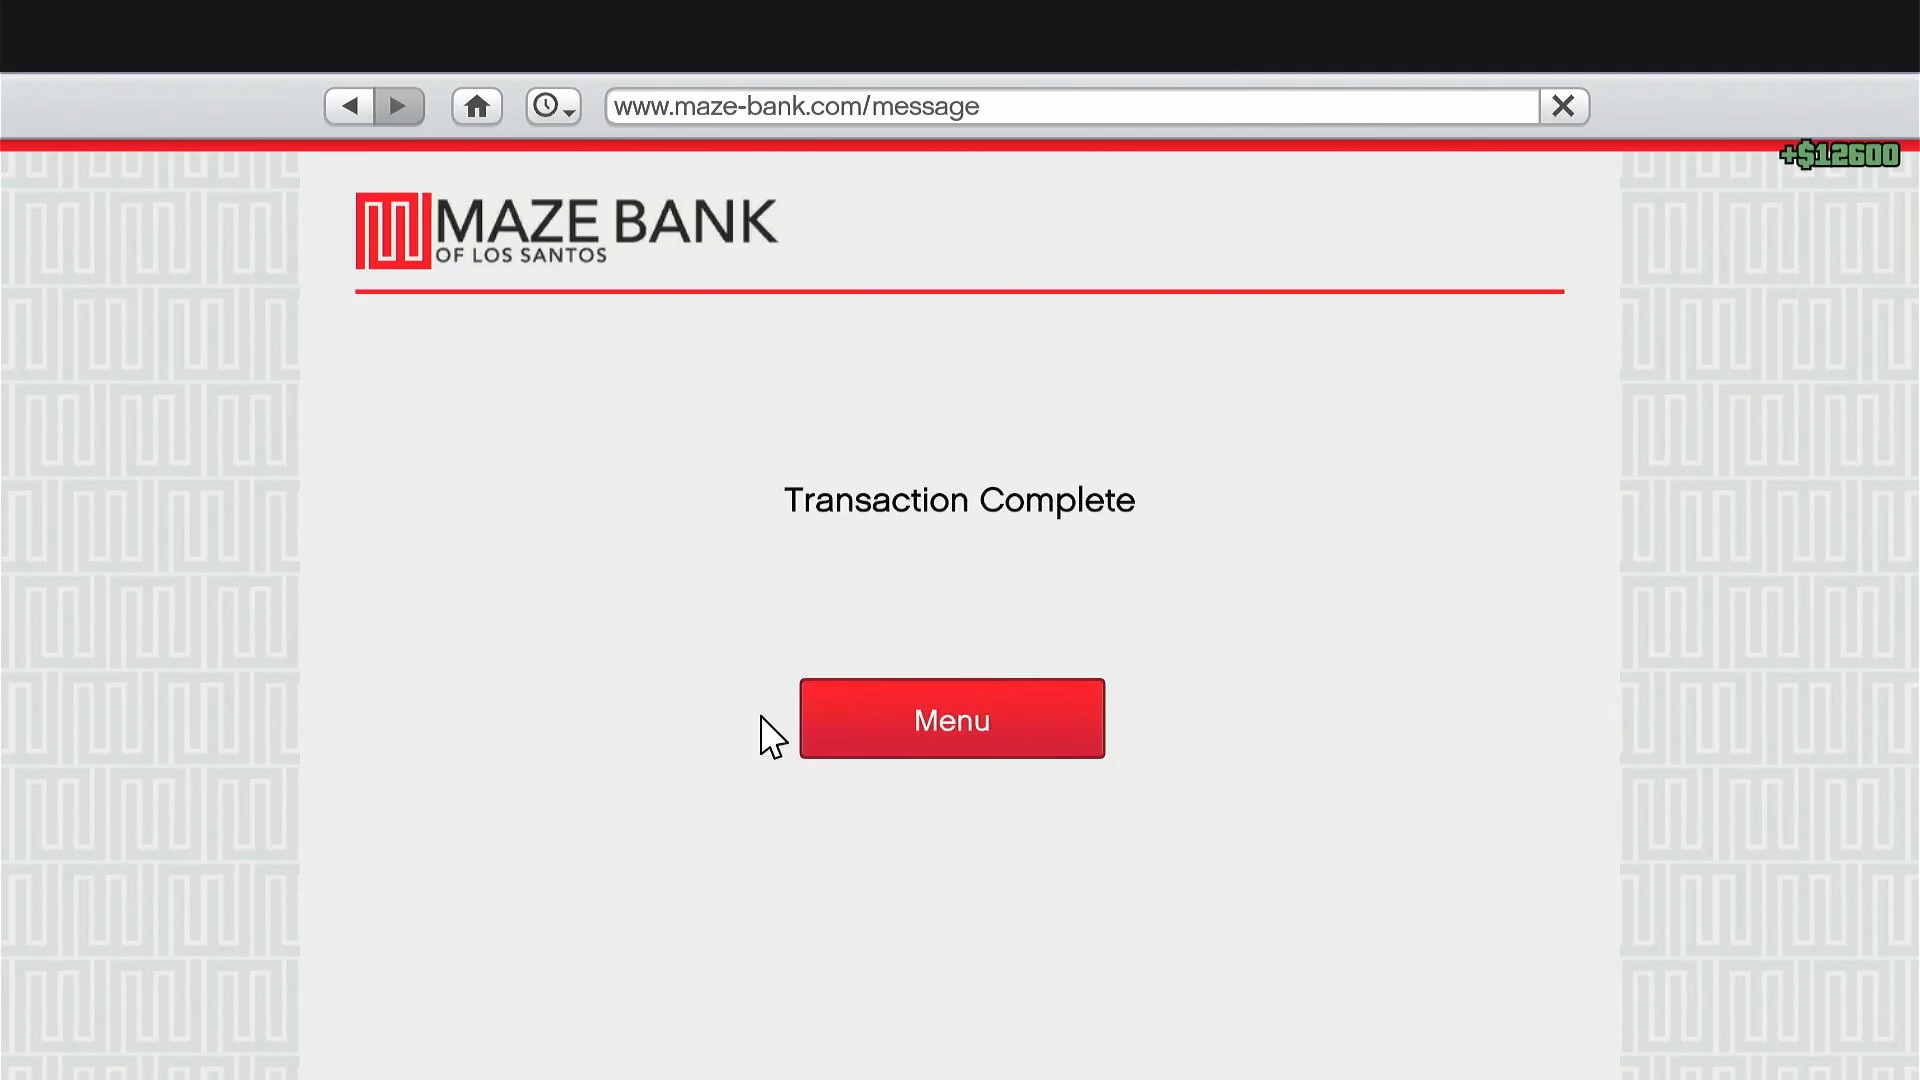 www.maze-bank.com/message
+$12600
MAZE BANK
OF LOS SANTOS
Transaction Complete
Menu